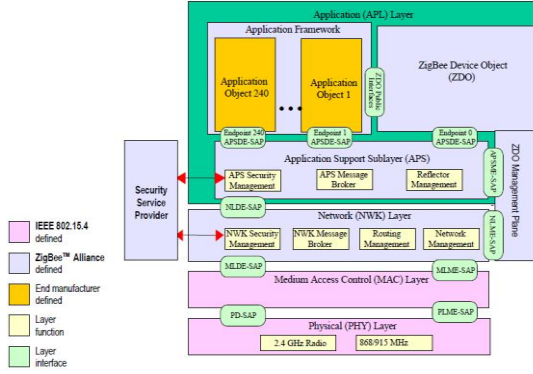 Application (APL) Layer
Application Framework
Application
Object 240
Application
Object 1
ZDO Public
Interfaces
ZigBee Device Object
(ZDO)
Endpoint 240
APSDE-SAP
Endpoint 1
APSDE-SAP
Endpoint 0
APSDE-SAP
Application Support Sublayer (APS)
APS Security
Management
APS Message
Broker
Reflector
Management
APSME-SAP
ZDO Management Plane
Security
Service
Provider
NLDE-SAP
Network (NWK) Layer
NWK Security
Management
NWK Message
Broker
Routing
Management
Network
Management
NLME-SAP
MLDE-SAP
MLME-SAP
Medium Access Control (MAC) Layer
PD-SAP
PLME-SAP
Physical (PHY) Layer
2.4 GHz Radio
868/915 MHz
IEEE 802.15.4
defined
ZigBee™ Alliance
defined
End manufacturer
defined
Layer
function
Layer
interface